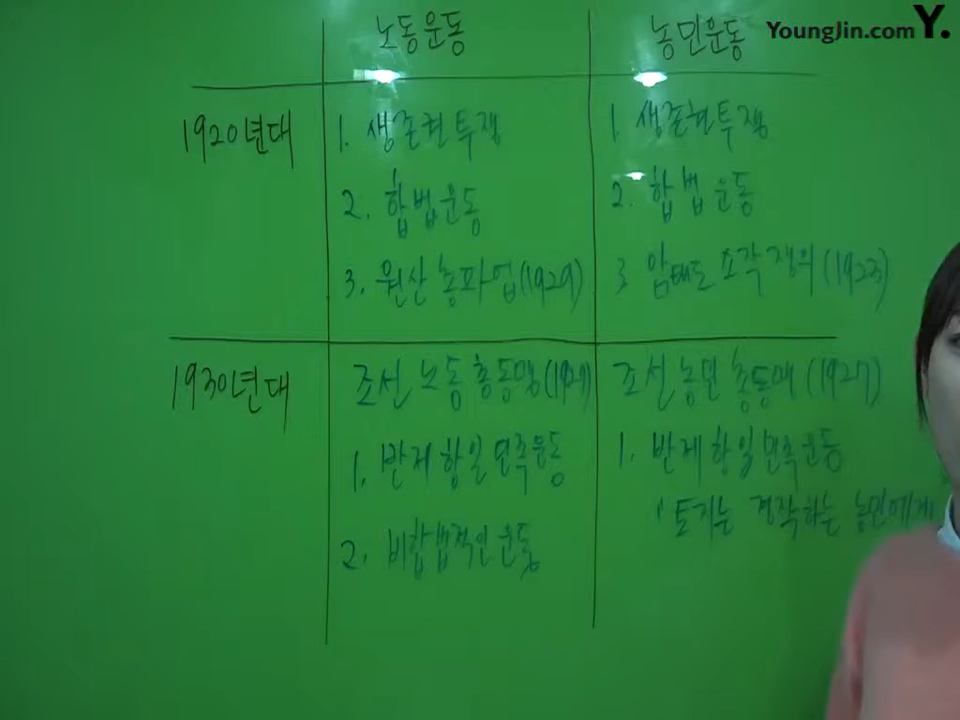 YoungJin.com Y.
노동운동 농민운동
1920년대 1. 생존권 투쟁 1. 생존권 투쟁
2. 합법운동 2. 합법 운동
3. 원산 총파업(1929) 3. 암태도 소작 쟁의(1923)
1930년대 조선 노동 총동맹(1927) 조선 농민 총동맹(1927)
1. 반제 항일 민족운동 1. 반제 항일 민족 운동
2. 비합법적인 운동 "토지는 경작하는 농민에게